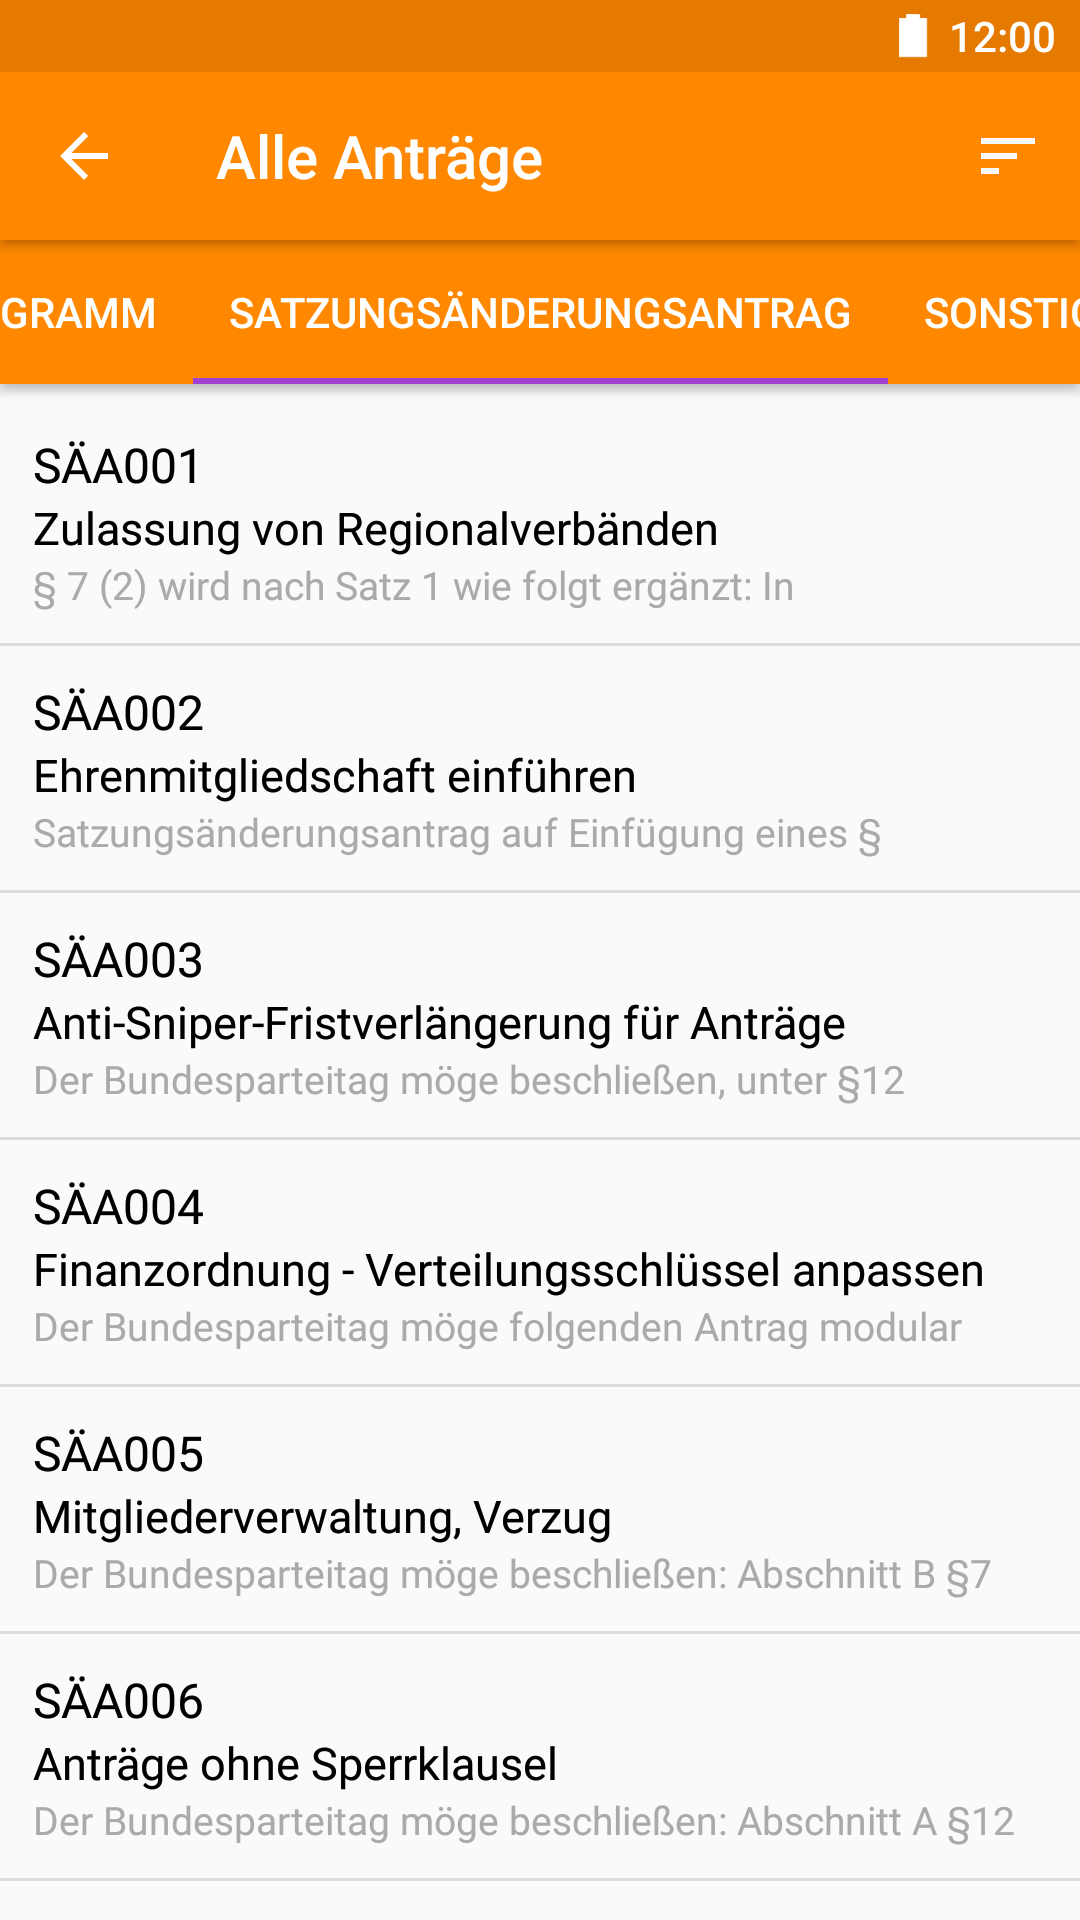 12:00
Alle Anträge
GRAMM SATZUNGSÄNDERUNGSANTRAG SONSTIG
SÄA001
Zulassung von Regionalverbänden
§ 7 (2) wird nach Satz 1 wie folgt ergänzt: In
SÄA002
Ehrenmitgliedschaft einführen
Satzungsänderungsantrag auf Einfügung eines §
SÄA003
Anti-Sniper-Fristverlängerung für Anträge
Der Bundesparteitag möge beschließen, unter §12
SÄA004
Finanzordnung - Verteilungsschlüssel anpassen
Der Bundesparteitag möge folgenden Antrag modular
SÄA005
Mitgliederverwaltung, Verzug
Der Bundesparteitag möge beschließen: Abschnitt B §7
SÄA006
Anträge ohne Sperrklausel
Der Bundesparteitag möge beschließen: Abschnitt A §12